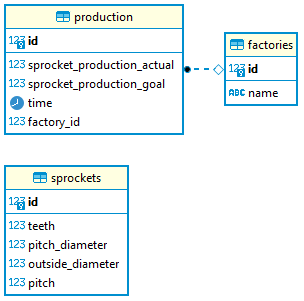 production
123 id
123 sprocket_production_actual
123 sprocket_production_goal
time
123 factory_id
factories
123 id
ABC name
sprockets
123 id
123 teeth
123 pitch_diameter
123 outside_diameter
123 pitch